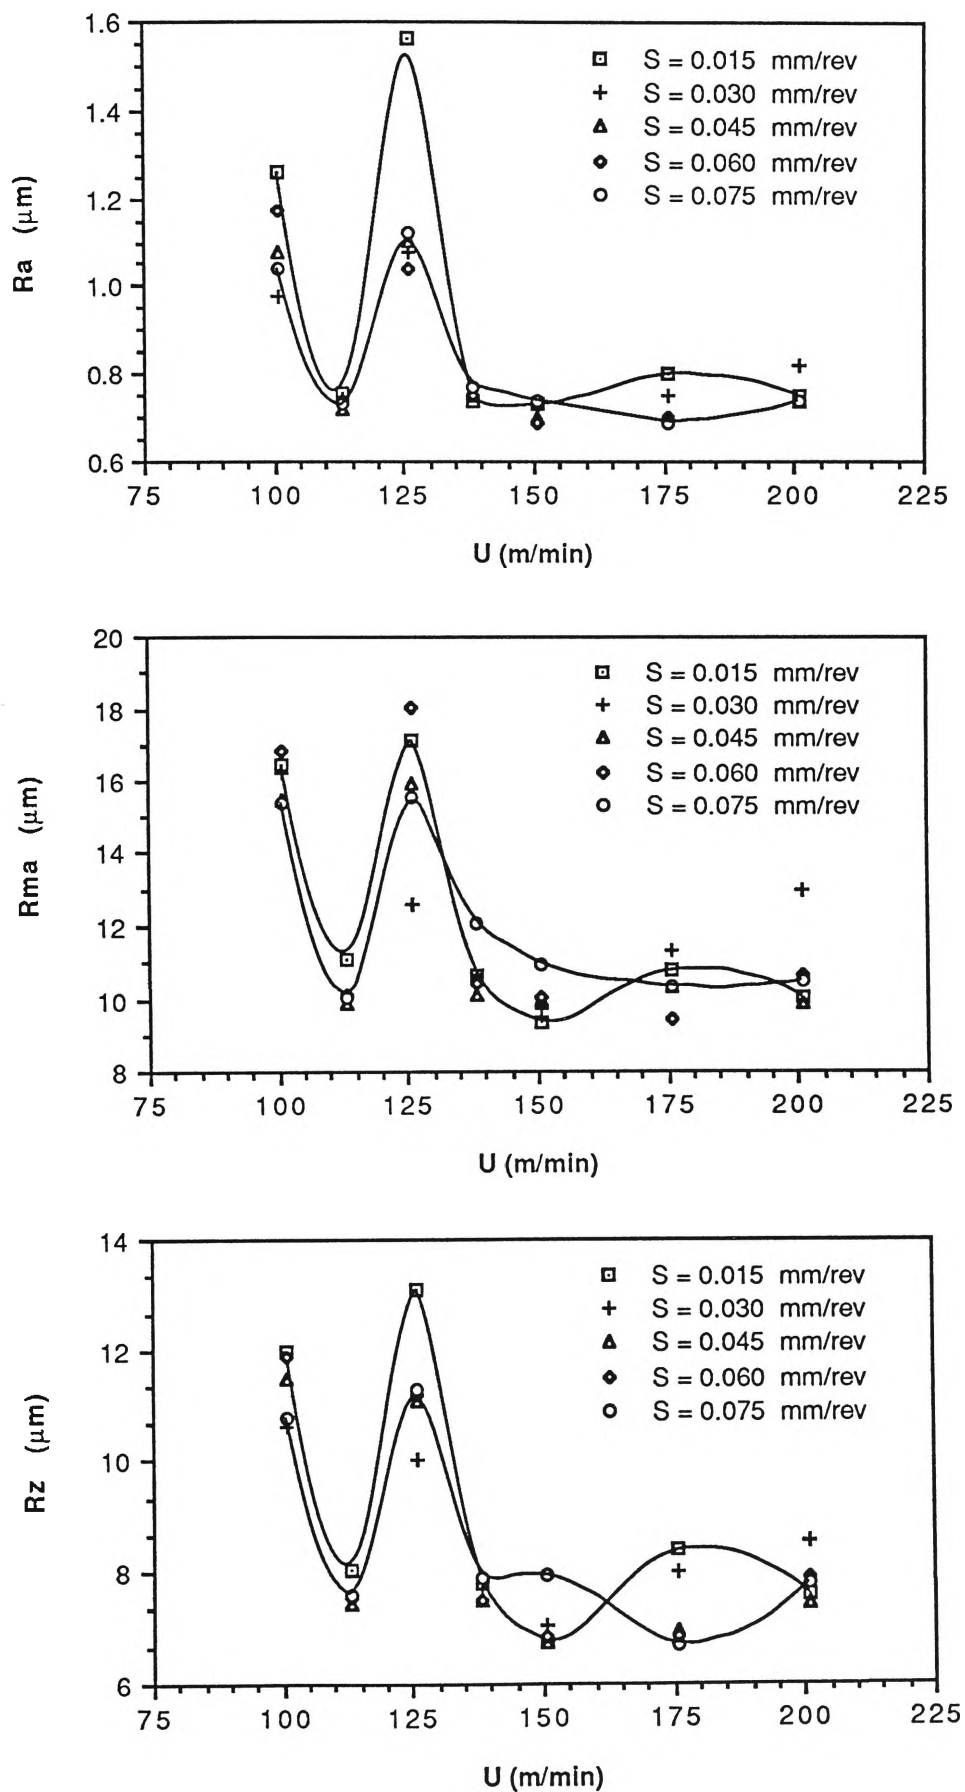 1.6
1.4
1.2
1.0
0.8
0.6
Ra (μm)
S = 0.015 mm/rev
S = 0.030 mm/rev
S = 0.045 mm/rev
S = 0.060 mm/rev
S = 0.075 mm/rev
75 100 125 150 175 200 225
U (m/min)
20
18
16
14
12
10
8
Rma (μm)
S = 0.015 mm/rev
S = 0.030 mm/rev
S = 0.045 mm/rev
S = 0.060 mm/rev
S = 0.075 mm/rev
75 100 125 150 175 200 225
U (m/min)
14
12
10
8
6
Rz (μm)
S = 0.015 mm/rev
S = 0.030 mm/rev
S = 0.045 mm/rev
S = 0.060 mm/rev
S = 0.075 mm/rev
75 100 125 150 175 200 225
U (m/min)